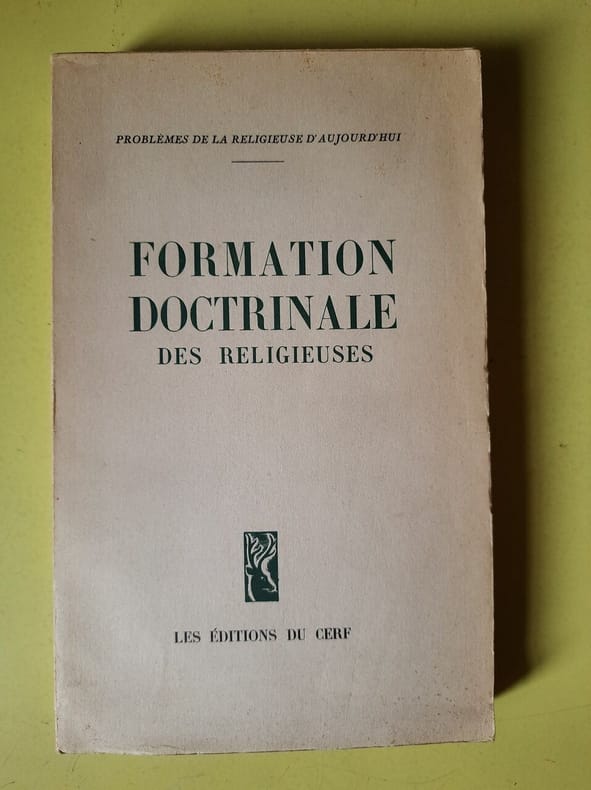 PROBLÈMES DE LA RELIGIEUSE D'AUJOURD'HUI
FORMATION
DOCTRINALE
DES RELIGIEUSES
LES ÉDITIONS DU CERF